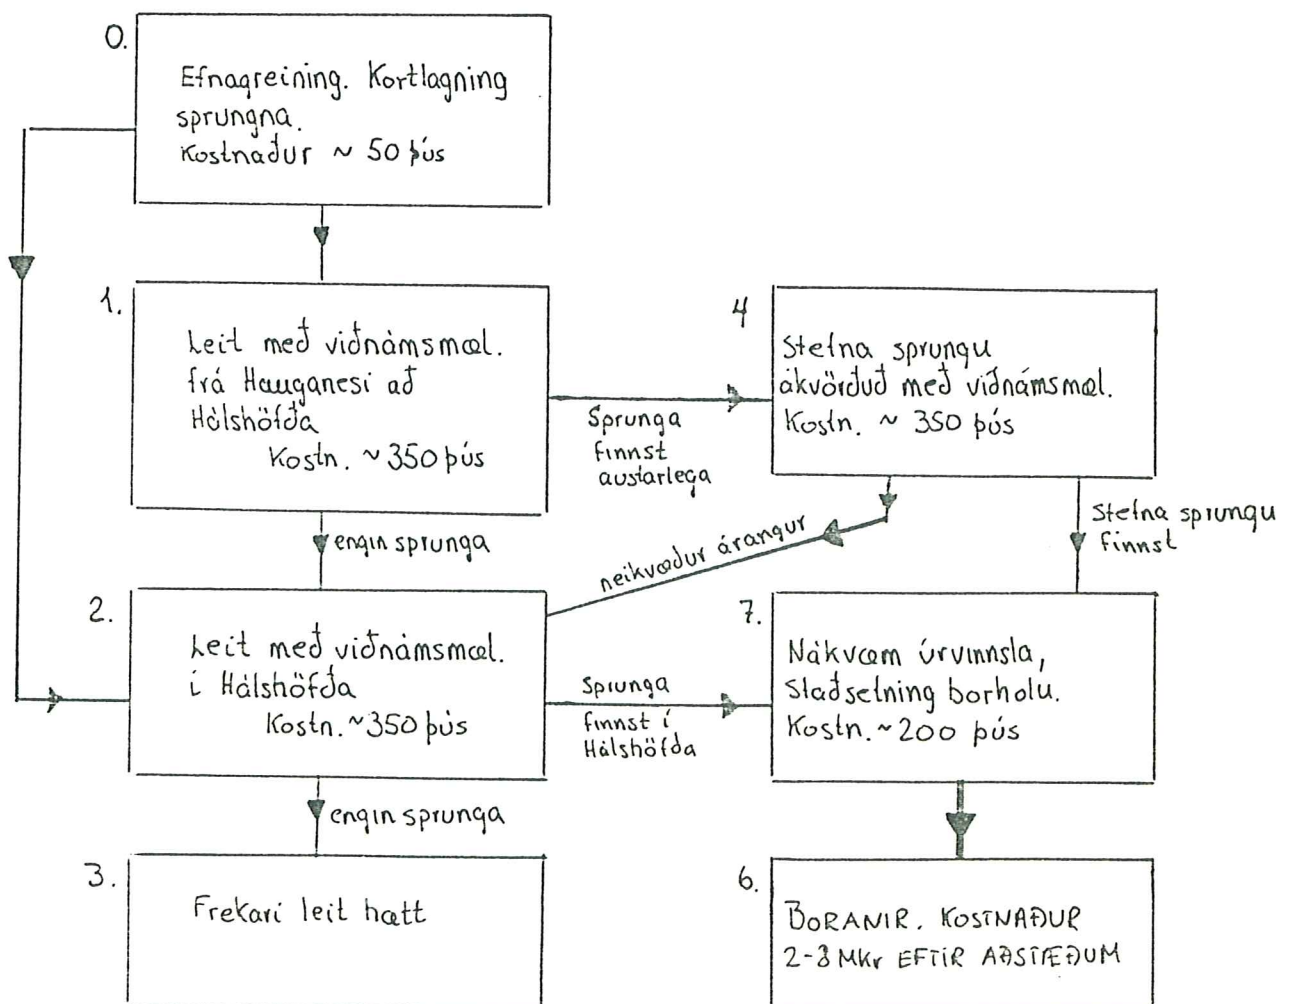 0.
Efnagreining. Kortlagning
sprungna.
Kostnaður ~ 50 þús
1.
Leit með viðnámsmæl.
frá Hauganesi að
Hálshöfða
Kostn. ~350 þús
Sprunga
finnst
austarlega
4
Stefna sprungu
ákvörðuð með viðnámsmæl.
Kostn. ~ 350 þús
engin sprunga
neikvæður árangur
Stefna sprungu
finnst
2.
Leit með viðnámsmæl.
í Hálshöfða
Kostn. ~350 þús
Sprunga
finnst í
Hálshöfða
7.
Nákvæm úrvinnsla,
Staðsetning borholu.
Kostn. ~200 þús
engin sprunga
3.
Frekari leit hætt
6.
BORANIR. KOSTNAÐUR
2-3 MKr EFTIR AÐSTÆÐUM